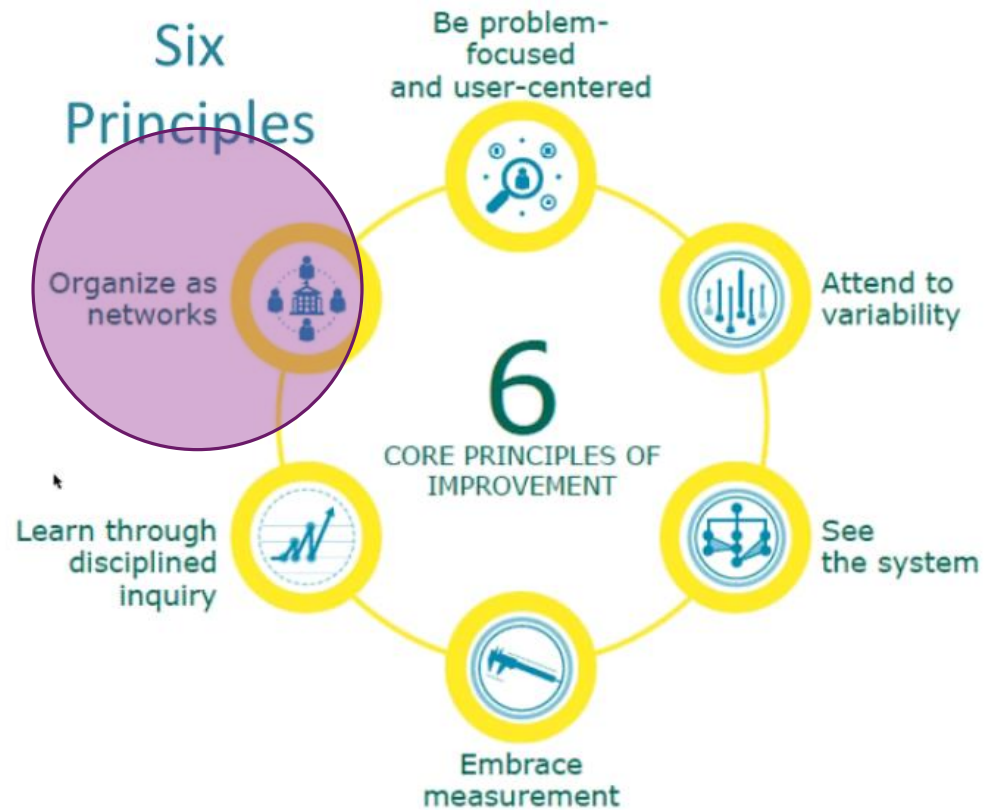 Six
Principles
Be problem-
focused
and user-centered
Attend to
variability
See
the system
Embrace
measurement
Learn through
disciplined
inquiry
Organize as
networks
6
CORE PRINCIPLES OF
IMPROVEMENT